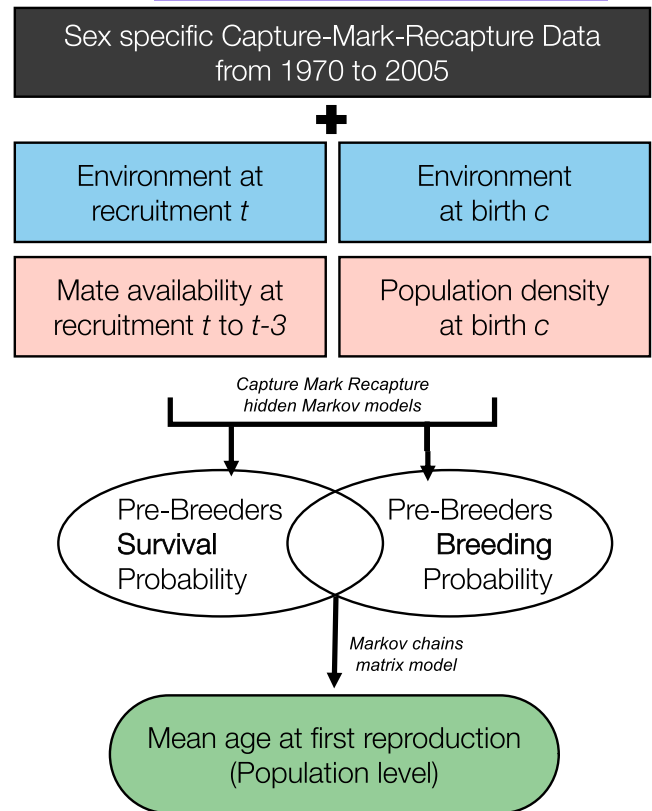 Sex specific Capture-Mark-Recapture Data
from 1970 to 2005
+
Environment at
recruitment t
Environment
at birth c
Mate availability at
recruitment t to t-3
Population density
at birth c
Capture Mark Recapture
hidden Markov models
Pre-Breeders
Survival
Probability
Pre-Breeders
Breeding
Probability
Markov chains
matrix model
Mean age at first reproduction
(Population level)